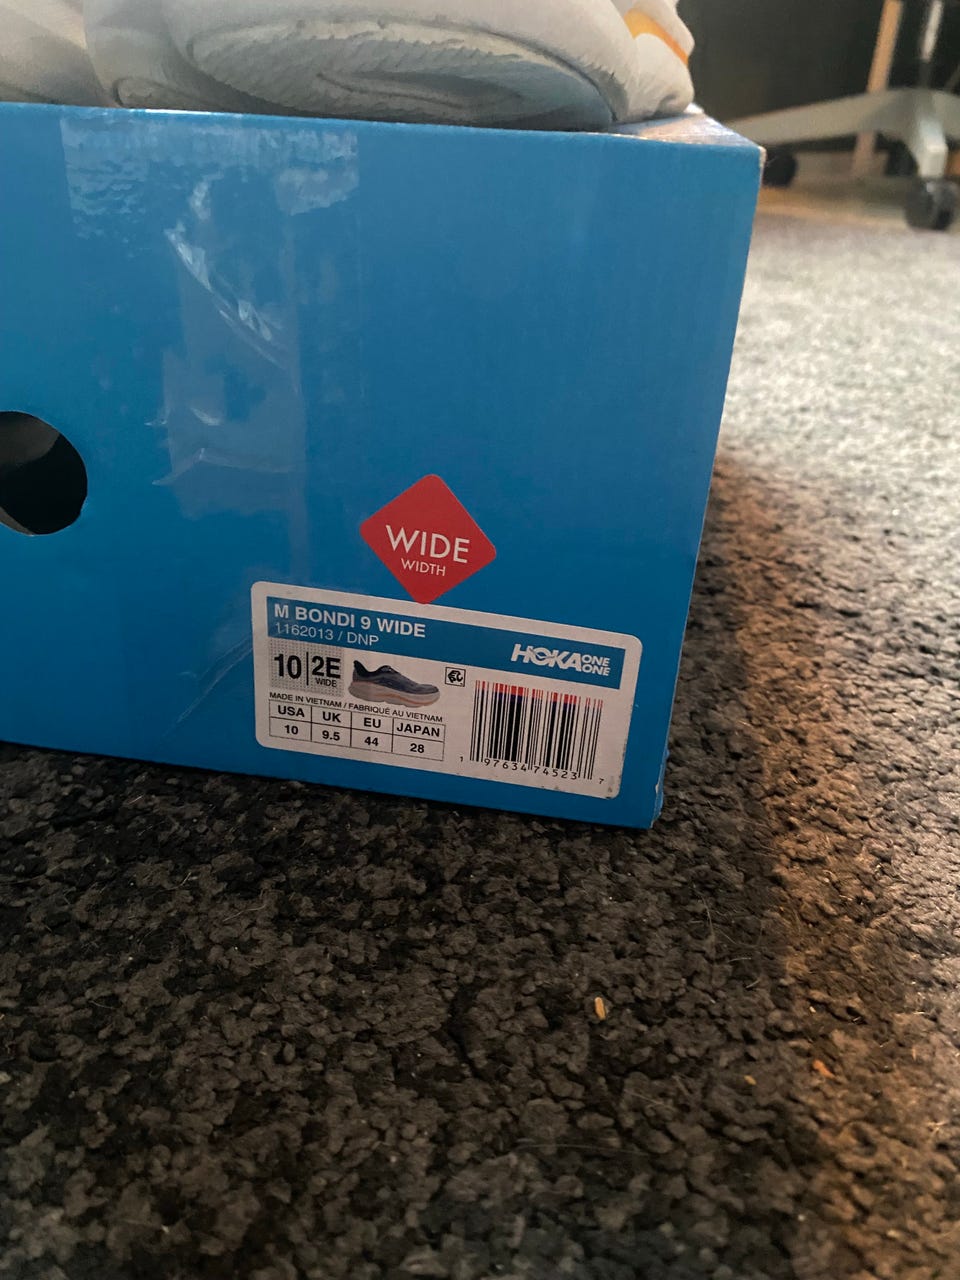 WIDE
WIDTH
M BONDI 9 WIDE
1162013 / DNP
HOKA ONE ONE
10 2E
WIDE
MADE IN VIETNAM / FABRIQUÉ AU VIETNAM
USA UK EU JAPAN
10 9.5 44 28
1 97634 74523 7